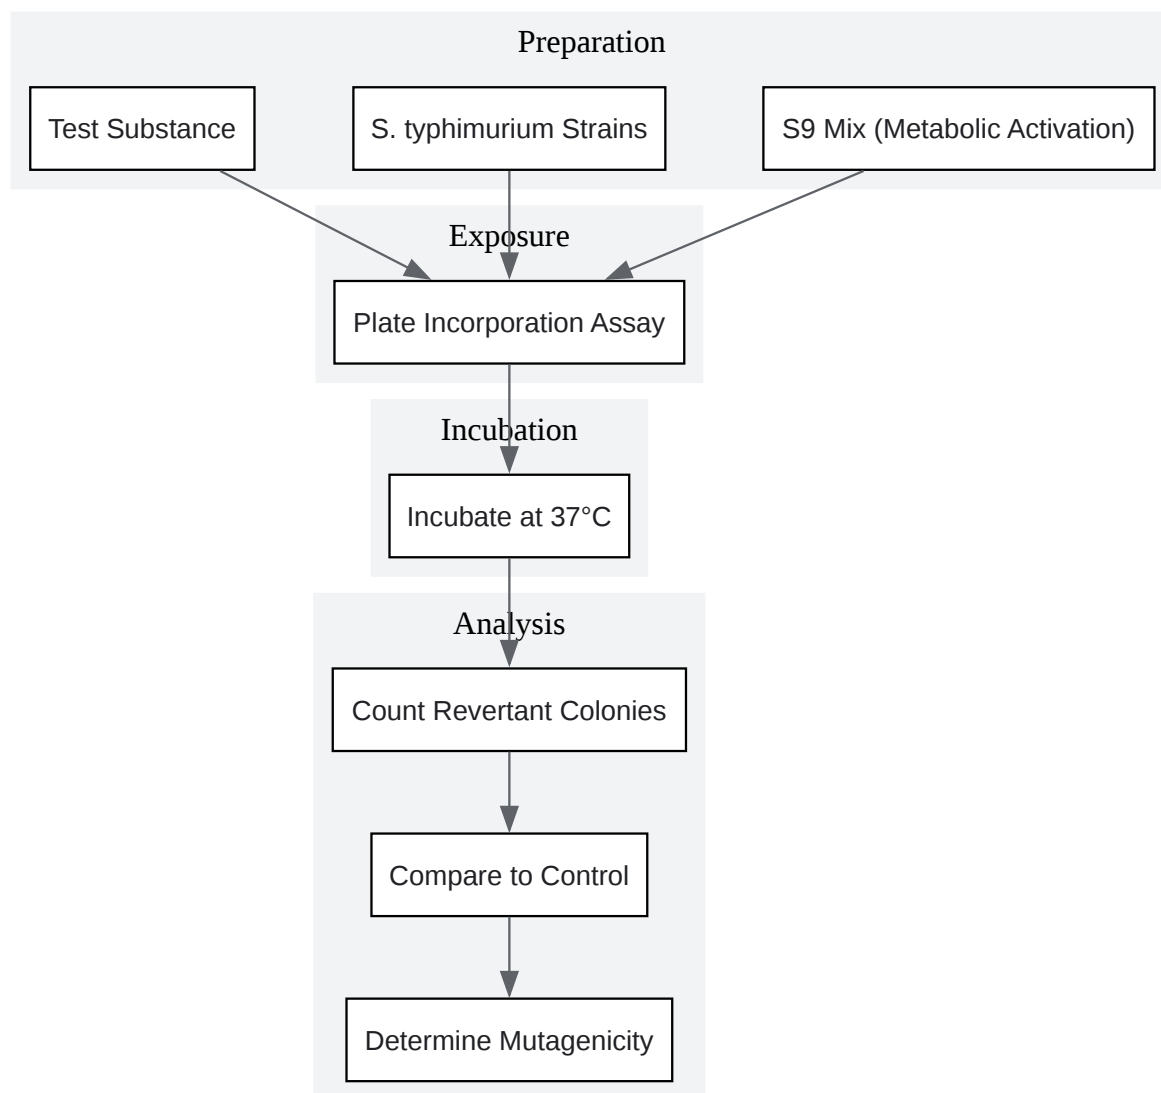 Preparation
Test Substance
S. typhimurium Strains
S9 Mix (Metabolic Activation)
Exposure
Plate Incorporation Assay
Incubation
Incubate at 37°C
Analysis
Count Revertant Colonies
Compare to Control
Determine Mutagenicity